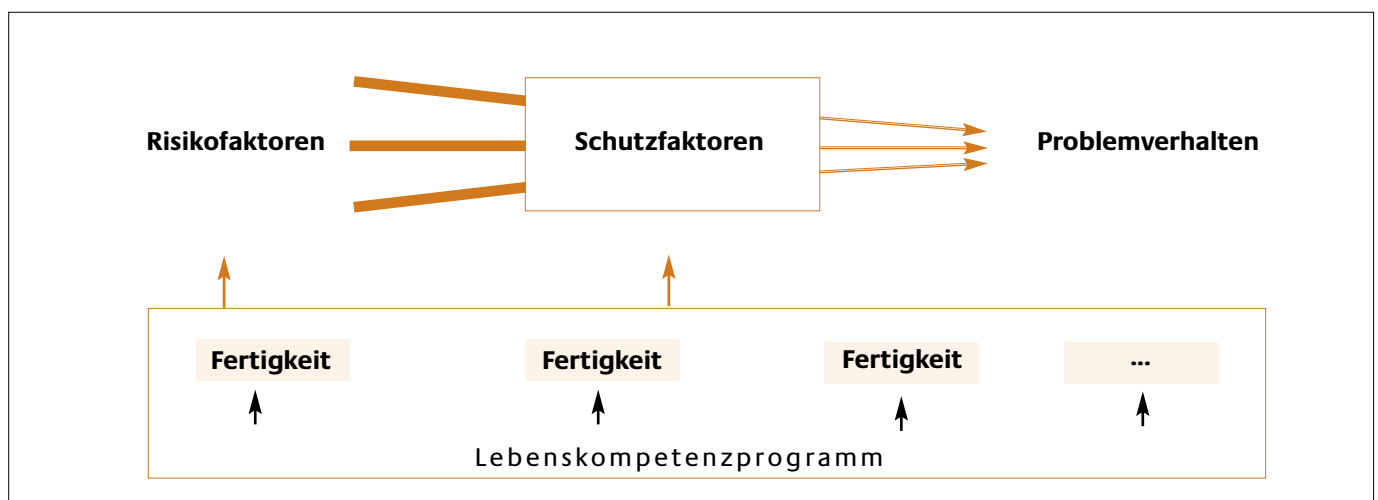 Risikofaktoren Schutzfaktoren Problemverhalten
Fertigkeit Fertigkeit Fertigkeit ...
Lebenskompetenzprogramm